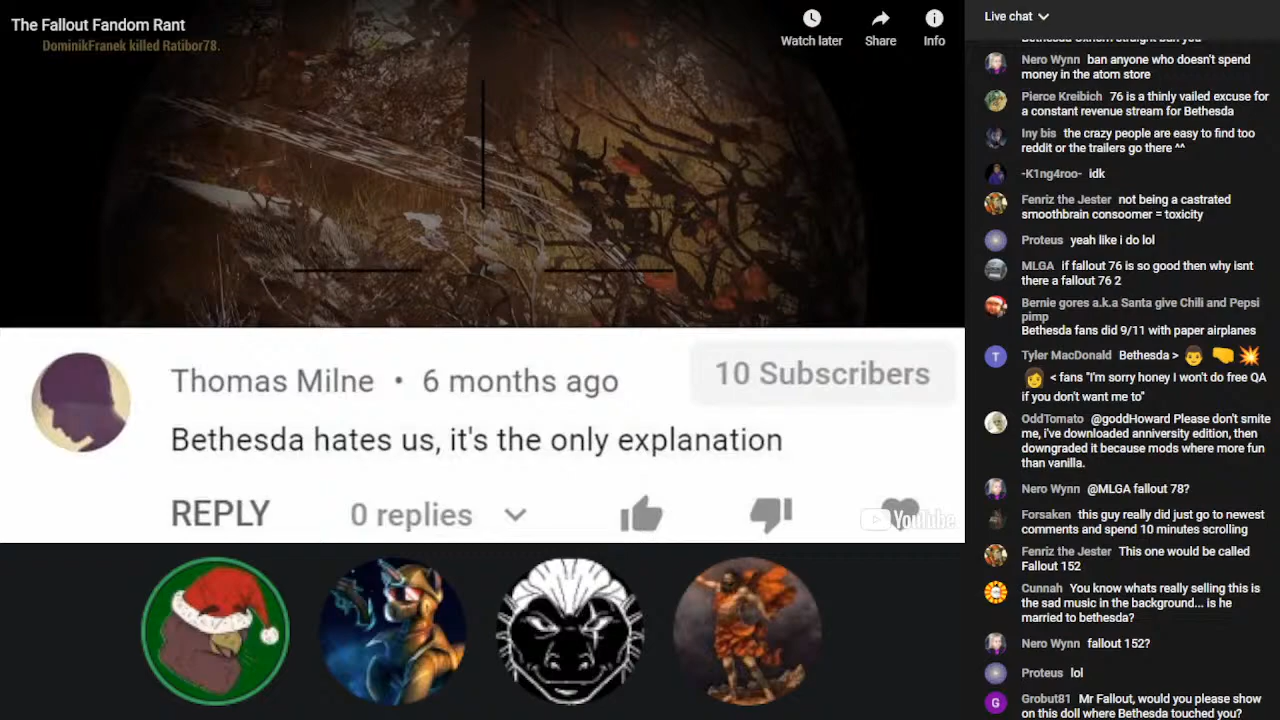 The Fallout Fandom Rant
DominikFranek killed Ratibor78.
Watch later
Share
Info
Thomas Milne • 6 months ago
10 Subscribers
Bethesda hates us, it's the only explanation
REPLY
0 replies
YouTube
Live chat
Nero Wynn ban anyone who doesn't spend
money in the atom store
Pierce Kreibich 76 is a thinly vailed excuse for
a constant revenue stream for Bethesda
Iny bis the crazy people are easy to find too
reddit or the trailers go there ^^
-K1ng4roo- idk
Fenriz the Jester not being a castrated
smoothbrain consoomer = toxicity
Proteus yeah like i do lol
MLGA if fallout 76 is so good then why isnt
there a fallout 76 2
Bernie gores a.k.a Santa give Chili and Pepsi
pimp
Bethesda fans did 9/11 with paper airplanes
T
Tyler MacDonald Bethesda > 👨 🤜 💥
👩 < fans "I'm sorry honey I won't do free QA
if you don't want me to"
OddTomato @goddHoward Please don't smite
me, i've downloaded anniversity edition, then
downgraded it because mods where more fun
than vanilla.
Nero Wynn @MLGA fallout 78?
Forsaken this guy really did just go to newest
comments and spend 10 minutes scrolling
Fenriz the Jester This one would be called
Fallout 152
Cunnah You know whats really selling this is
the sad music in the background... is he
married to bethesda?
Nero Wynn fallout 152?
Proteus lol
G
Grobut81 Mr Fallout, would you please show
on this doll where Bethesda touched you?